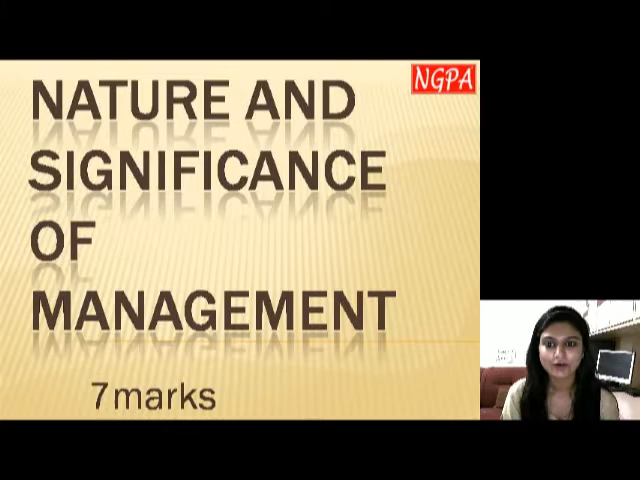 NGPA
NATURE AND
SIGNIFICANCE
OF
MANAGEMENT
7marks